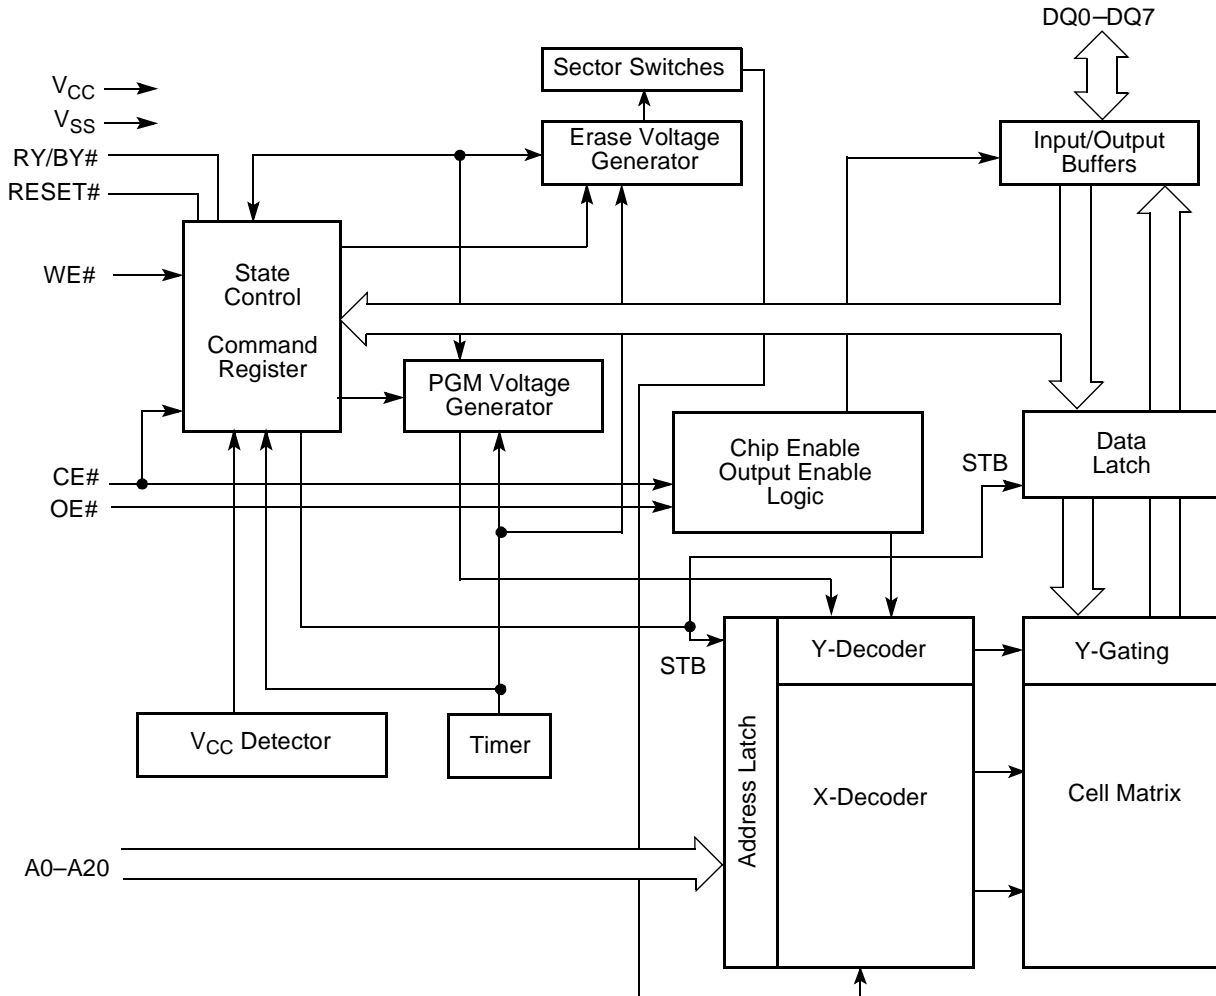 DQ0–DQ7
Sector Switches
VCC
VSS
RY/BY#
RESET#
Erase Voltage
Generator
Input/Output
Buffers
WE#
State
Control
Command
Register
PGM Voltage
Generator
Chip Enable
Output Enable
Logic
Data
Latch
STB
CE#
OE#
STB
Y-Decoder
Y-Gating
VCC Detector
Timer
Address Latch
X-Decoder
Cell Matrix
A0–A20